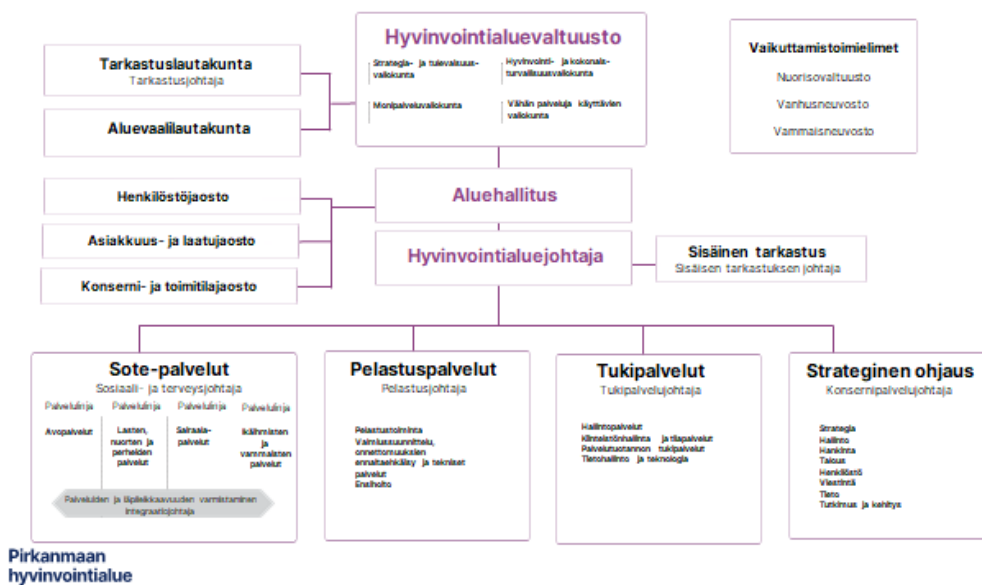 Hyvinvointialuevaltuusto
Strategia- ja tulevaisuus-
valiokunta
Hyvinvointi- ja kokonais-
turvallisuusvaliokunta
Monipalveluvaliokunta
Vähän palveluja käyttävien
valiokunta
Tarkastuslautakunta
Tarkastusjohtaja
Aluevaalilautakunta
Vaikuttamistoimielimet
Nuorisovaltuusto
Vanhusneuvosto
Vammaisneuvosto
Aluehallitus
Henkilöstöjaosto
Asiakkuus- ja laatujaosto
Konserni- ja toimitilajaosto
Hyvinvointialuejohtaja
Sisäinen tarkastus
Sisäisen tarkastuksen johtaja
Sote-palvelut
Sosiaali- ja terveysjohtaja
Palvelulinja
Avopalvelut
Palvelulinja
Lasten,
nuorten ja
perheiden
palvelut
Palvelulinja
Sairaala-
palvelut
Palvelulinja
Ikäihmisten
ja
vammaisten
palvelut
Palveluiden ja läpileikkaavuuden varmistaminen
Integraatiojohtaja
Pelastuspalvelut
Pelastusjohtaja
Pelastustoiminta
Valmiussuunnittelu,
onnettomuuksien
ennaltaehkäisy ja tekniset
palvelut
Ensihoito
Tukipalvelut
Tukipalvelujohtaja
Hallintopalvelut
Kiinteistönhallinta ja tilapalvelut
Palvelutuotannon tukipalvelut
Tietohallinto ja teknologia
Strateginen ohjaus
Konsernipalvelujohtaja
Strategia
Hallinto
Hankinta
Talous
Henkilöstö
Viestintä
Tieto
Tutkimus ja kehitys
Pirkanmaan
hyvinvointialue